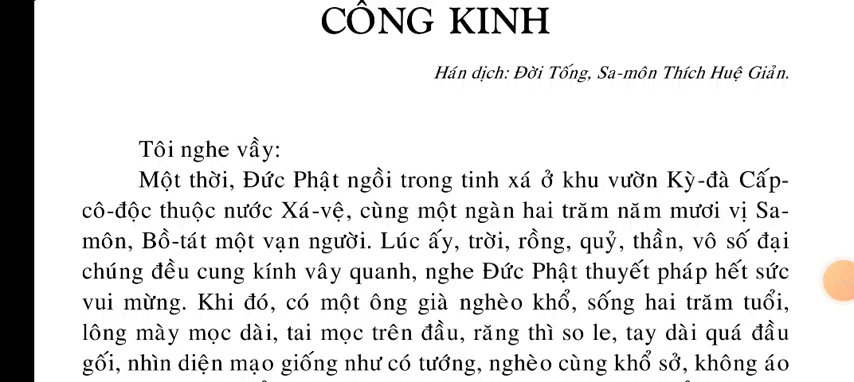 CÔNG KINH
Hán dịch: Đời Tống, Sa-môn Thích Huệ Giản.
Tôi nghe vầy:
Một thời, Đức Phật ngồi trong tinh xá ở khu vườn Kỳ-đà Cấp-
cô-độc thuộc nước Xá-vệ, cùng một ngàn hai trăm năm mươi vị Sa-
môn, Bồ-tát một vạn người. Lúc ấy, trời, rồng, quỷ, thần, vô số đại
chúng đều cung kính vây quanh, nghe Đức Phật thuyết pháp hết sức
vui mừng. Khi đó, có một ông già nghèo khổ, sống hai trăm tuổi,
lông mày mọc dài, tai mọc trên đầu, răng thì so le, tay dài quá đầu
gối, nhìn diện mạo giống như có tướng, nghèo cùng khổ sở, không áo